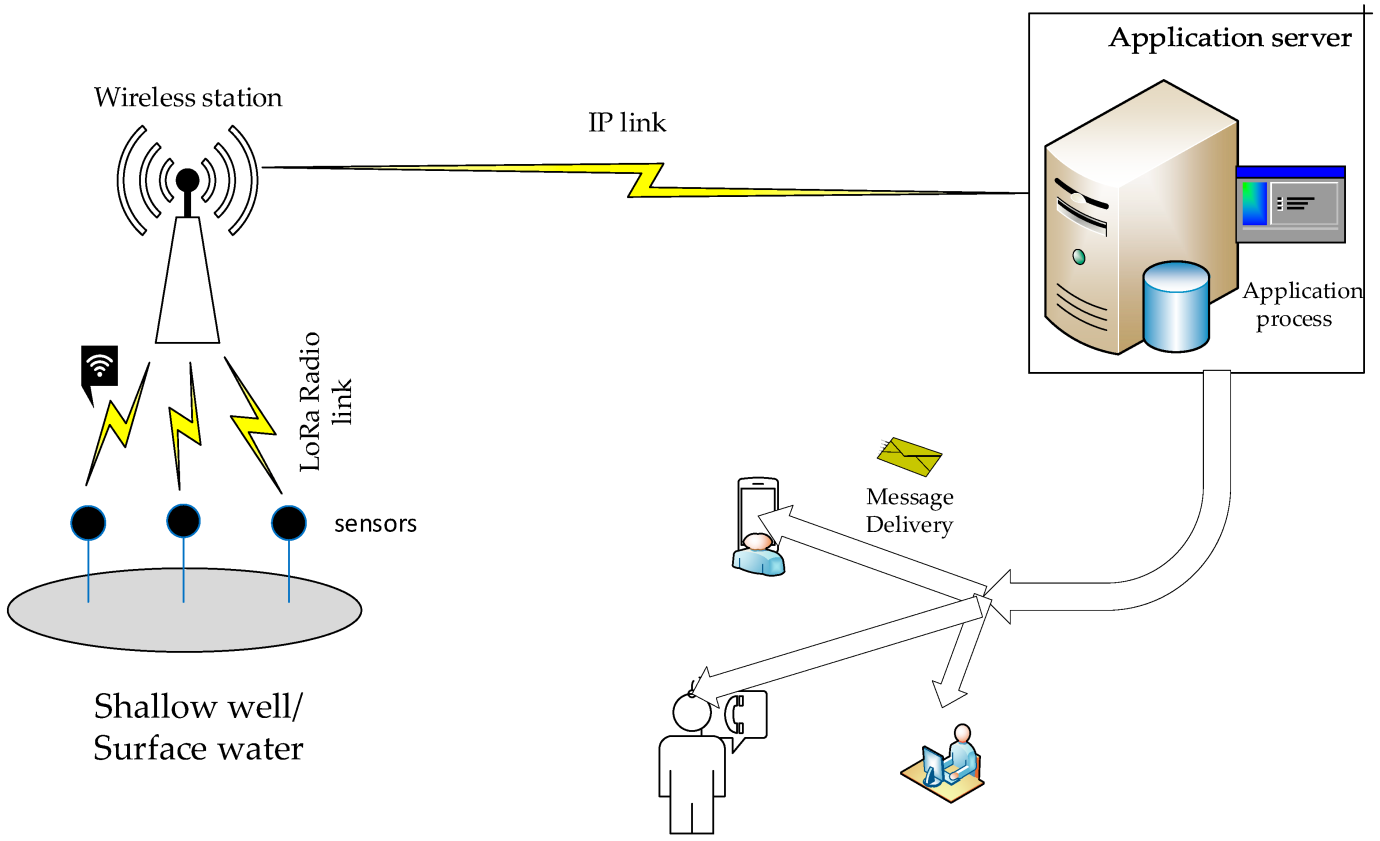 Application server
Wireless station
IP link
Application
process
LoRa Radio
link
Message
Delivery
sensors
Shallow well/
Surface water